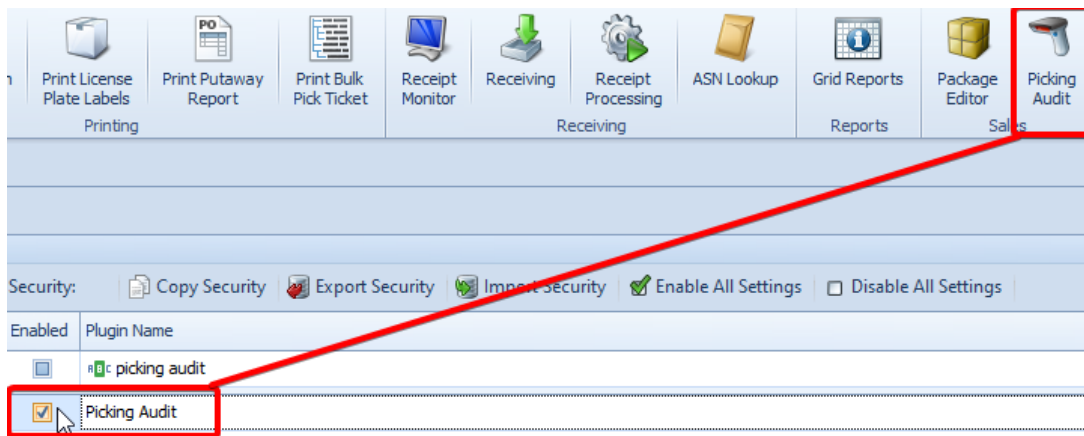 PO
Print License
Plate Labels
Print Putaway
Report
Print Bulk
Pick Ticket
Receipt
Monitor
Receiving
Receipt
Processing
ASN Lookup
Grid Reports
Package
Editor
Picking
Audit
Printing
Receiving
Reports
Sales
Security:
Copy Security
Export Security
Import Security
Enable All Settings
Disable All Settings
Enabled
Plugin Name
ABC picking audit
Picking Audit